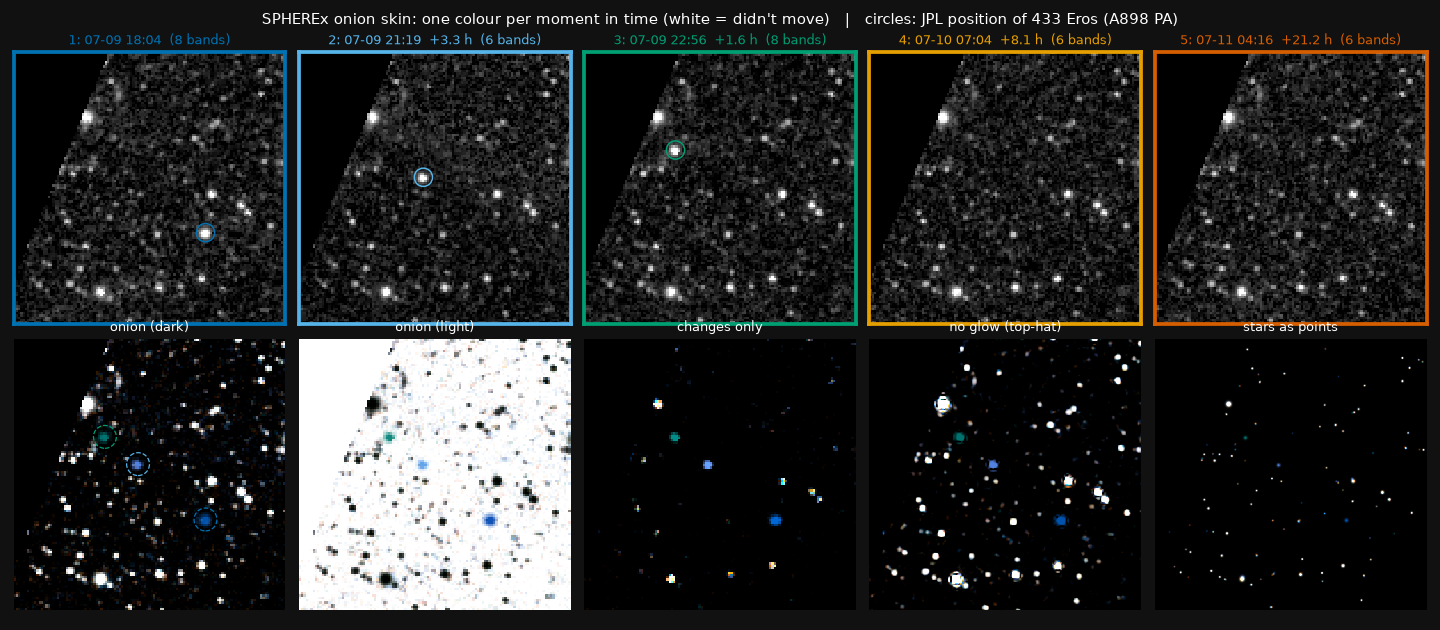 SPHEREx onion skin: one colour per moment in time (white = didn't move)   |   circles: JPL position of 433 Eros (A898 PA)
1: 07-09 18:04  (8 bands)
2: 07-09 21:19  +3.3 h  (6 bands)
3: 07-09 22:56  +1.6 h  (8 bands)
4: 07-10 07:04  +8.1 h  (6 bands)
5: 07-11 04:16  +21.2 h  (6 bands)
onion (dark)
onion (light)
changes only
no glow (top-hat)
stars as points